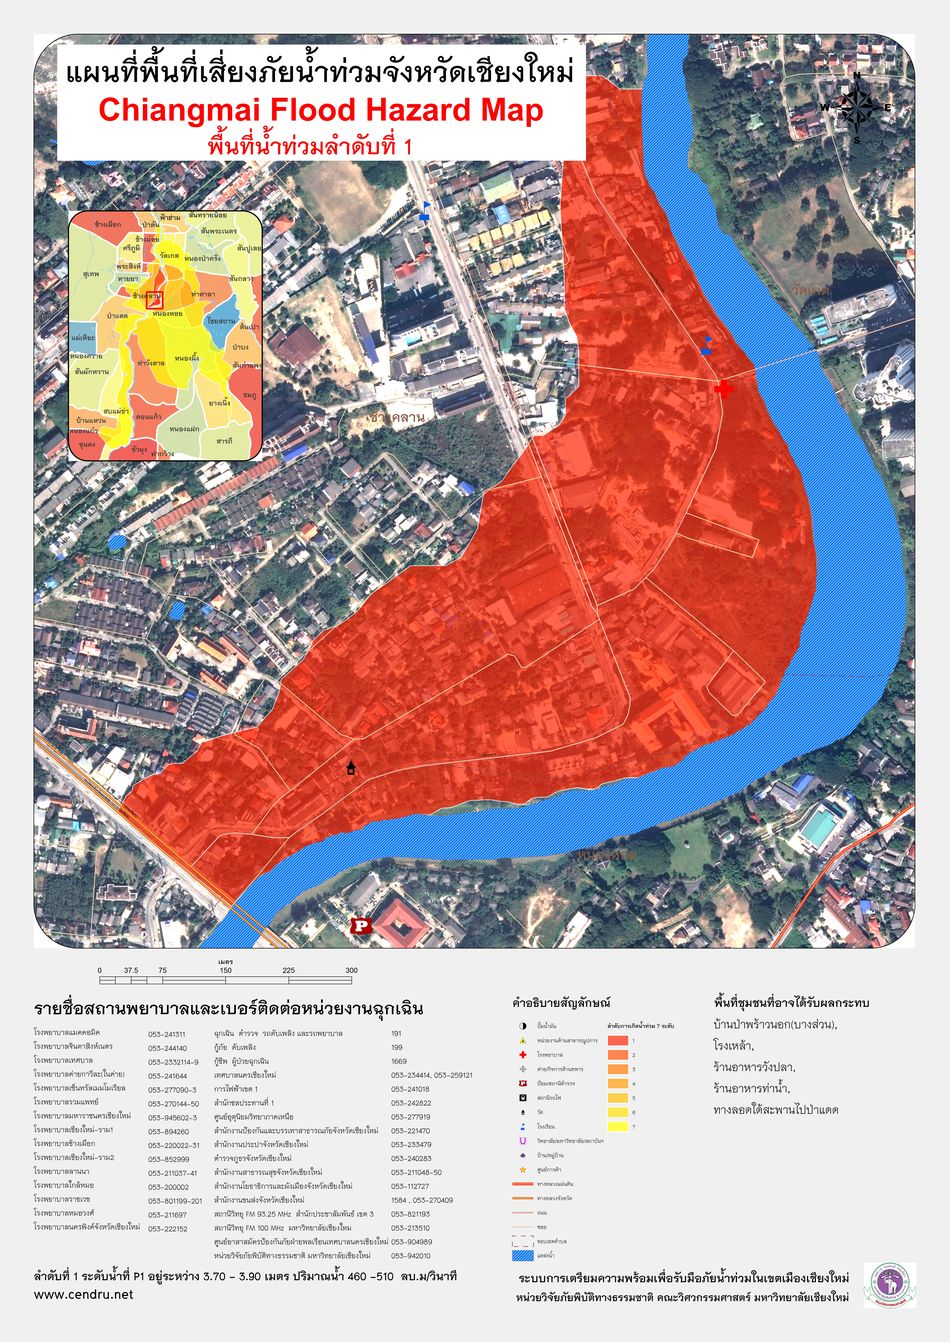 แผนที่พื้นที่เสี่ยงภัยน้ำท่วมจังหวัดเชียงใหม่
Chiangmai Flood Hazard Map
พื้นที่น้ำท่วมลำดับที่ 1
N
W E
S
ช้างเผือก
ป่าตัน
ฟ้าฮ่าม
สันทรายน้อย
สันพระเนตร
ช้างม่อย
ศรีภูมิ
วัดเกต
หนองป่าครั่ง
สันปูเลย
สุเทพ
พระสิงห์
หายยา
สันกลาง
ช้างคลาน
ท่าศาลา
ป่าแดด
หนองหอย
ไชยสถาน
ต้นเปา
แม่เหียะ
หนองควาย
ท่าวังตาล
หนองผึ้ง
ป่าบง
สันผักหวาน
สันกำแพง
ชมภู
สบแม่ข่า
ยางเนิ้ง
บ้านแหวน
ดอนแก้ว
หนองแก๋ว
หนองแฝก
ขุนคง
ขัวมุง
ท่ากว้าง
สารภี
ช้างคลาน
วัดเกต
หนองหอย
P
เมตร
0 37.5 75 150 225 300
รายชื่อสถานพยาบาลและเบอร์ติดต่อหน่วยงานฉุกเฉิน
โรงพยาบาลแมคคอมิค 053-241311 ฉุกเฉิน ตำรวจ รถดับเพลิง และรถพยาบาล 191
โรงพยาบาลจินดาสิงห์เนตร 053-244140 กู้ภัย ดับเพลิง 199
โรงพยาบาลเทศบาล 053-2332114-9 กู้ชีพ ผู้ป่วยฉุกเฉิน 1669
โรงพยาบาลค่ายกาวิละ(ในค่าย) 053-241644 เทศบาลนครเชียงใหม่ 053-234414, 053-259121
โรงพยาบาลเซ็นทรัลเมมโมเรียล 053-277090-3 การไฟฟ้าเขต 1 053-241018
โรงพยาบาลรวมแพทย์ 053-270144-50 สำนักชลประทานที่ 1 053-242822
โรงพยาบาลมหาราชนครเชียงใหม่ 053-945602-3 ศูนย์อุตุนิยมวิทยาภาคเหนือ 053-277919
โรงพยาบาลเชียงใหม่-ราม1 053-894260 สำนักงานป้องกันและบรรเทาสาธารณภัยจังหวัดเชียงใหม่ 053-221470
โรงพยาบาลช้างเผือก 053-220022-31 สำนักงานประปาจังหวัดเชียงใหม่ 053-233479
โรงพยาบาลเชียงใหม่-ราม2 053-852999 ตำรวจภูธรจังหวัดเชียงใหม่ 053-240283
โรงพยาบาลลานนา 053-211037-41 สำนักงานสาธารณสุขจังหวัดเชียงใหม่ 053-211048-50
โรงพยาบาลใกล้หมอ 053-200002 สำนักงานโยธาธิการและผังเมืองจังหวัดเชียงใหม่ 053-112727
โรงพยาบาลราชเวช 053-801199-201 สำนักงานขนส่งจังหวัดเชียงใหม่ 1584 , 053-270409
โรงพยาบาลหมอวงศ์ 053-211697 สถานีวิทยุ FM 93.25 MHz สำนักประชาสัมพันธ์ เขต 3 053-821193
โรงพยาบาลนครพิงค์จังหวัดเชียงใหม่ 053-222152 สถานีวิทยุ FM 100 MHz มหาวิทยาลัยเชียงใหม่ 053-213510
ศูนย์อาสาสมัครป้องกันภัยฝ่ายพลเรือนเทศบาลนครเชียงใหม่ 053-904989
หน่วยวิจัยภัยพิบัติทางธรรมชาติ มหาวิทยาลัยเชียงใหม่ 053-942010
คำอธิบายสัญลักษณ์
ปั๊มน้ำมัน
หน่วยงานด้านสาธารณูปการ
โรงพยาบาล
ค่าย/กิจการด้านทหาร
ป้อม/สถานีตำรวจ
สถานีรถไฟ
วัด
โรงเรียน
วิทยาลัย/มหาวิทยาลัย/สถาบันฯ
บ้าน/หมู่บ้าน
ศูนย์การค้า
ทางหลวงแผ่นดิน
ทางหลวงจังหวัด
ถนน
ซอย
ขอบเขตตำบล
แหล่งน้ำ
ลำดับการเกิดน้ำท่วม 7 ระดับ
1
2
3
4
5
6
7
พื้นที่ชุมชนที่อาจได้รับผลกระทบ
บ้านป่าพร้าวนอก(บางส่วน),
โรงเหล้า,
ร้านอาหารวังปลา,
ร้านอาหารท่าน้ำ,
ทางลอดใต้สะพานไปป่าแดด
ลำดับที่ 1 ระดับน้ำที่ P1 อยู่ระหว่าง 3.70 - 3.90 เมตร ปริมาณน้ำ 460 -510 ลบ.ม/วินาที
www.cendru.net
ระบบการเตรียมความพร้อมเพื่อรับมือภัยน้ำท่วมในเขตเมืองเชียงใหม่
หน่วยวิจัยภัยพิบัติทางธรรมชาติ คณะวิศวกรรมศาสตร์ มหาวิทยาลัยเชียงใหม่